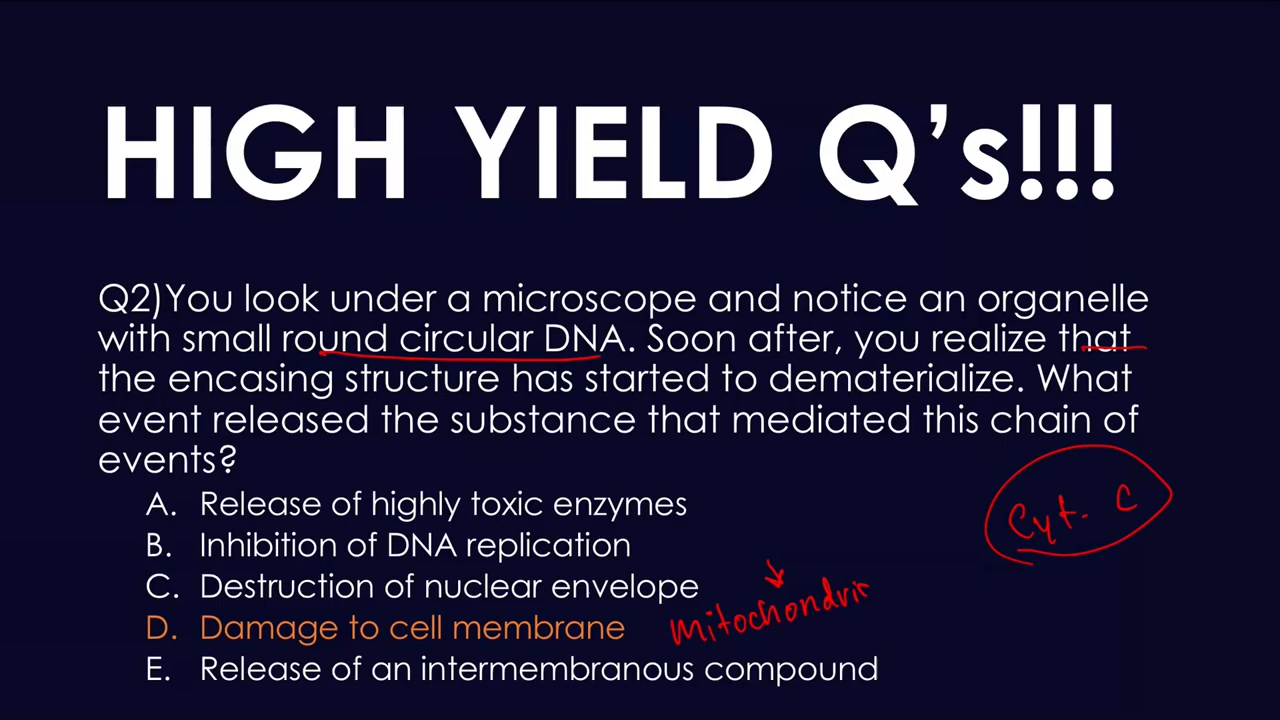 HIGH YIELD Q’s!!!
Q2)You look under a microscope and notice an organelle
with small round circular DNA. Soon after, you realize that
the encasing structure has started to dematerialize. What
event released the substance that mediated this chain of
events?
A. Release of highly toxic enzymes
Cyt. C
B. Inhibition of DNA replication
C. Destruction of nuclear envelope
D. Damage to cell membrane
Mitochondria
E. Release of an intermembranous compound